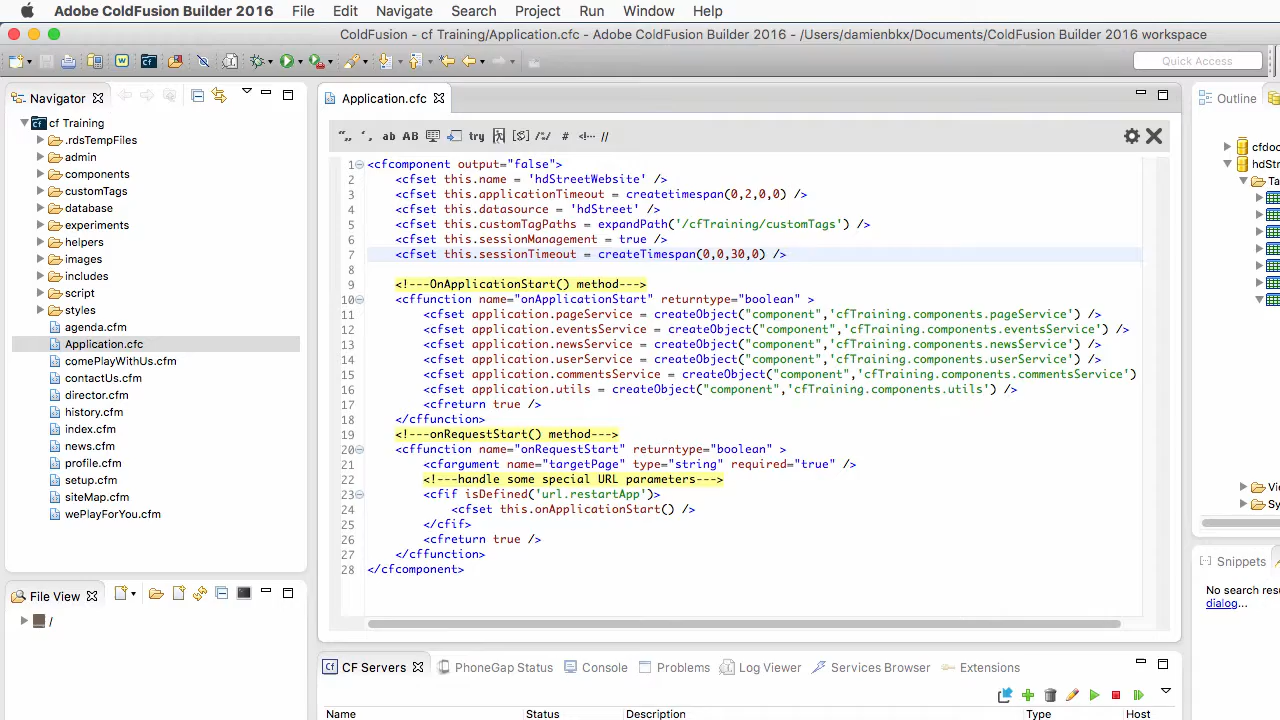 Adobe ColdFusion Builder 2016 File Edit Navigate Search Project Run Window Help
ColdFusion - cf Training/Application.cfc - Adobe ColdFusion Builder 2016 - /Users/damienbkx/Documents/ColdFusion Builder 2016 workspace
Quick Access
Navigator
cf Training
.rdsTempFiles
admin
components
customTags
database
experiments
helpers
images
includes
script
styles
agenda.cfm
Application.cfc
comePlayWithUs.cfm
contactUs.cfm
director.cfm
history.cfm
index.cfm
news.cfm
profile.cfm
setup.cfm
siteMap.cfm
wePlayForYou.cfm
File View
/
Application.cfc
ab AB try # <!-- //
1 <cfcomponent output="false">
2 <cfset this.name = 'hdStreetWebsite' />
3 <cfset this.applicationTimeout = createtimespan(0,2,0,0) />
4 <cfset this.datasource = 'hdStreet' />
5 <cfset this.customTagPaths = expandPath('/cfTraining/customTags') />
6 <cfset this.sessionManagement = true />
7 <cfset this.sessionTimeout = createTimespan(0,0,30,0) />
8
9 <!---OnApplicationStart() method--->
10 <cffunction name="onApplicationStart" returntype="boolean" >
11 <cfset application.pageService = createObject("component",'cfTraining.components.pageService') />
12 <cfset application.eventsService = createObject("component",'cfTraining.components.eventsService') />
13 <cfset application.newsService = createObject("component",'cfTraining.components.newsService') />
14 <cfset application.userService = createObject("component",'cfTraining.components.userService') />
15 <cfset application.commentsService = createObject("component",'cfTraining.components.commentsService')
16 <cfset application.utils = createObject("component",'cfTraining.components.utils') />
17 <cfreturn true />
18 </cffunction>
19 <!---onRequestStart() method--->
20 <cffunction name="onRequestStart" returntype="boolean" >
21 <cfargument name="targetPage" type="string" required="true" />
22 <!---handle some special URL parameters--->
23 <cfif isDefined('url.restartApp')>
24 <cfset this.onApplicationStart() />
25 </cfif>
26 <cfreturn true />
27 </cffunction>
28 </cfcomponent>
CF Servers PhoneGap Status Console Problems Log Viewer Services Browser Extensions
Name Status Description Type Host
Outline
cfdoc
hdStr
Ta
Vi
Sy
Snippets
No search resu
dialog...